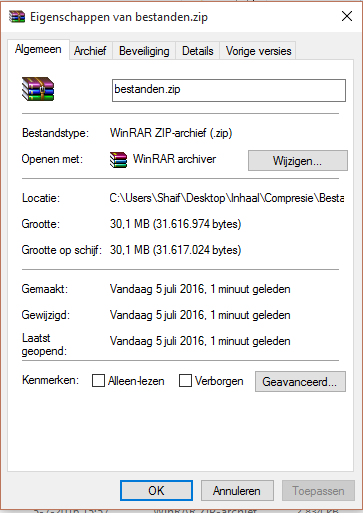 Eigenschappen van bestanden.zip
Algemeen Archief Beveiliging Details Vorige versies
bestanden.zip
Bestandstype: WinRAR ZIP-archief (.zip)
Openen met: WinRAR archiver Wijzigen...
Locatie: C:\Users\Shaif\Desktop\Inhaal\Compresie\Besta
Grootte: 30,1 MB (31.616.974 bytes)
Grootte op schijf: 30,1 MB (31.617.024 bytes)
Gemaakt: Vandaag 5 juli 2016, 1 minuut geleden
Gewijzigd: Vandaag 5 juli 2016, 1 minuut geleden
Laatst
geopend: Vandaag 5 juli 2016, 1 minuut geleden
Kenmerken: Alleen-lezen Verborgen Geavanceerd...
OK Annuleren Toepassen
WinRAR ZIP-archief